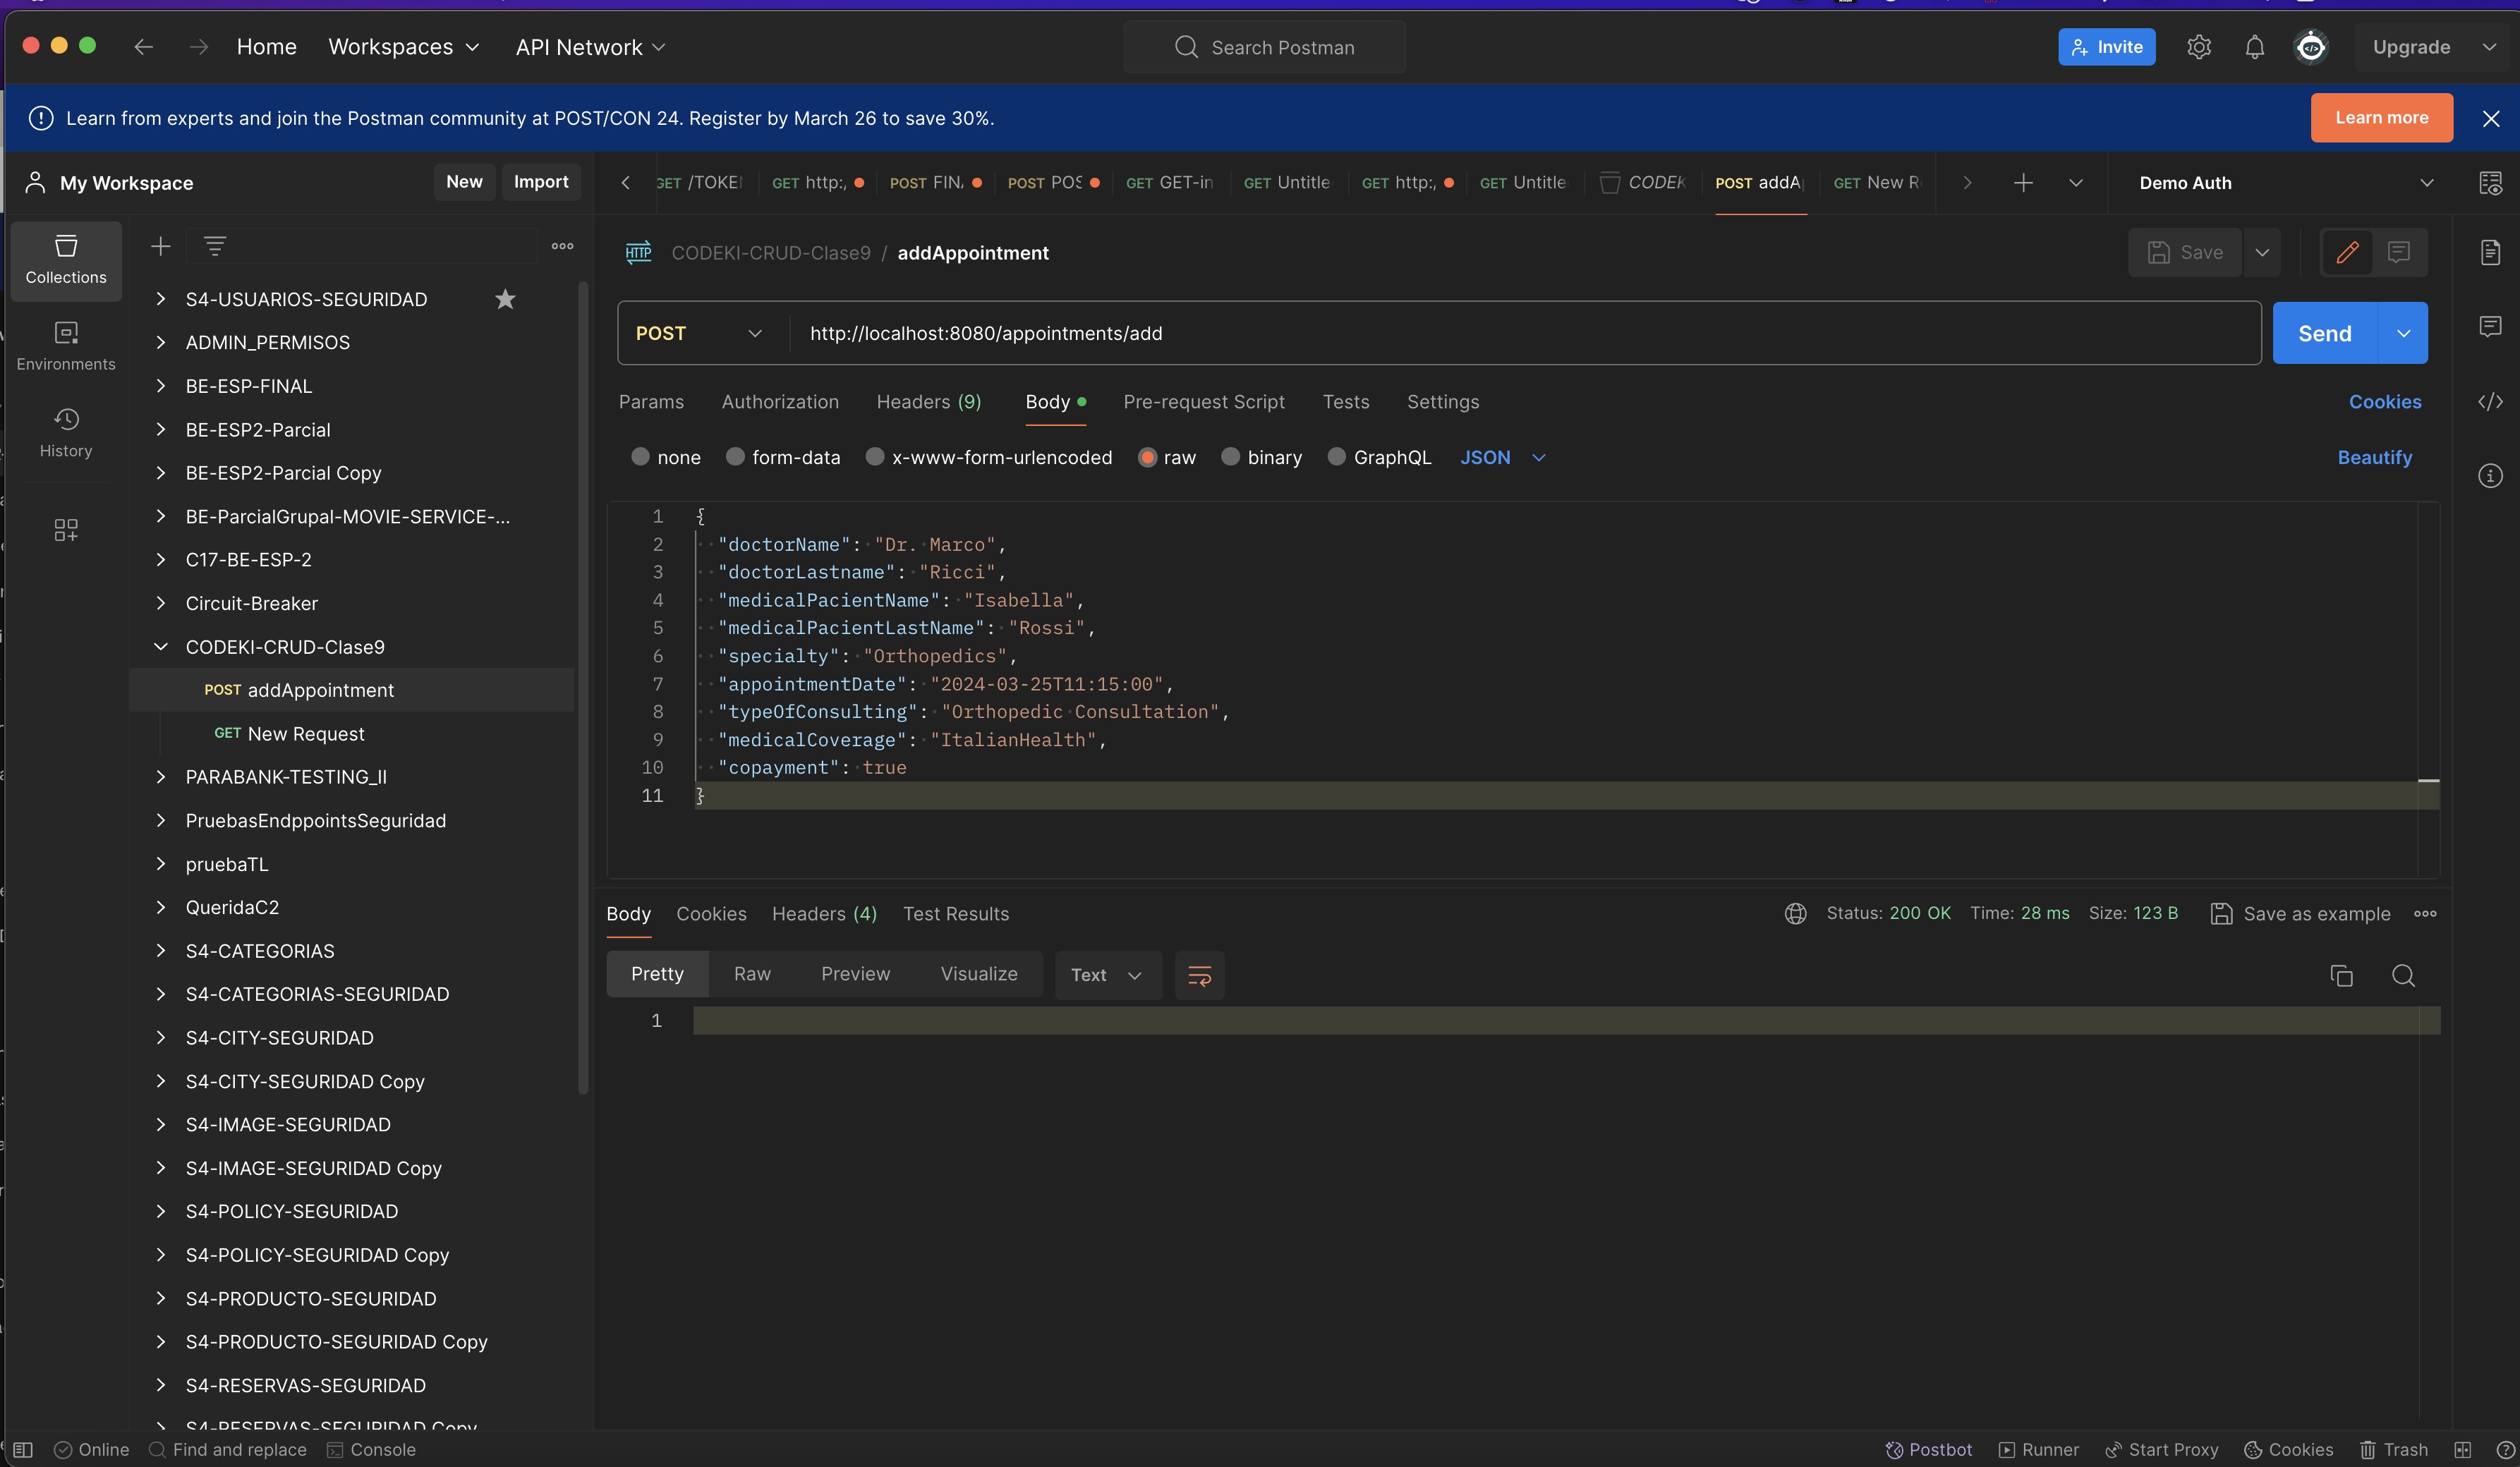 Home Workspaces API Network Search Postman Invite Upgrade
Learn from experts and join the Postman community at POST/CON 24. Register by March 26 to save 30%. Learn more
My Workspace New Import GET /TOKE GET http:, POST FIN POST POS GET GET-in GET Untitle GET http:, GET Untitle CODEK POST addA GET New R Demo Auth
Collections
Environments
History
S4-USUARIOS-SEGURIDAD
ADMIN_PERMISOS
BE-ESP-FINAL
BE-ESP2-Parcial
BE-ESP2-Parcial Copy
BE-ParcialGrupal-MOVIE-SERVICE-...
C17-BE-ESP-2
Circuit-Breaker
CODEKI-CRUD-Clase9
POST addAppointment
GET New Request
PARABANK-TESTING_II
PruebasEndppointsSeguridad
pruebaTL
QueridaC2
S4-CATEGORIAS
S4-CATEGORIAS-SEGURIDAD
S4-CITY-SEGURIDAD
S4-CITY-SEGURIDAD Copy
S4-IMAGE-SEGURIDAD
S4-IMAGE-SEGURIDAD Copy
S4-POLICY-SEGURIDAD
S4-POLICY-SEGURIDAD Copy
S4-PRODUCTO-SEGURIDAD
S4-PRODUCTO-SEGURIDAD Copy
S4-RESERVAS-SEGURIDAD
S4-RESERVAS-SEGURIDAD Copy
HTTP CODEKI-CRUD-Clase9 / addAppointment Save
POST http://localhost:8080/appointments/add Send
Params Authorization Headers (9) Body Pre-request Script Tests Settings Cookies
none form-data x-www-form-urlencoded raw binary GraphQL JSON Beautify
1 {
2 "doctorName": "Dr. Marco",
3 "doctorLastname": "Ricci",
4 "medicalPacientName": "Isabella",
5 "medicalPacientLastName": "Rossi",
6 "specialty": "Orthopedics",
7 "appointmentDate": "2024-03-25T11:15:00",
8 "typeOfConsulting": "Orthopedic Consultation",
9 "medicalCoverage": "ItalianHealth",
10 "copayment": true
11 }
Body Cookies Headers (4) Test Results Status: 200 OK Time: 28 ms Size: 123 B Save as example
Pretty Raw Preview Visualize Text
1
Online Find and replace Console Postbot Runner Start Proxy Cookies Trash